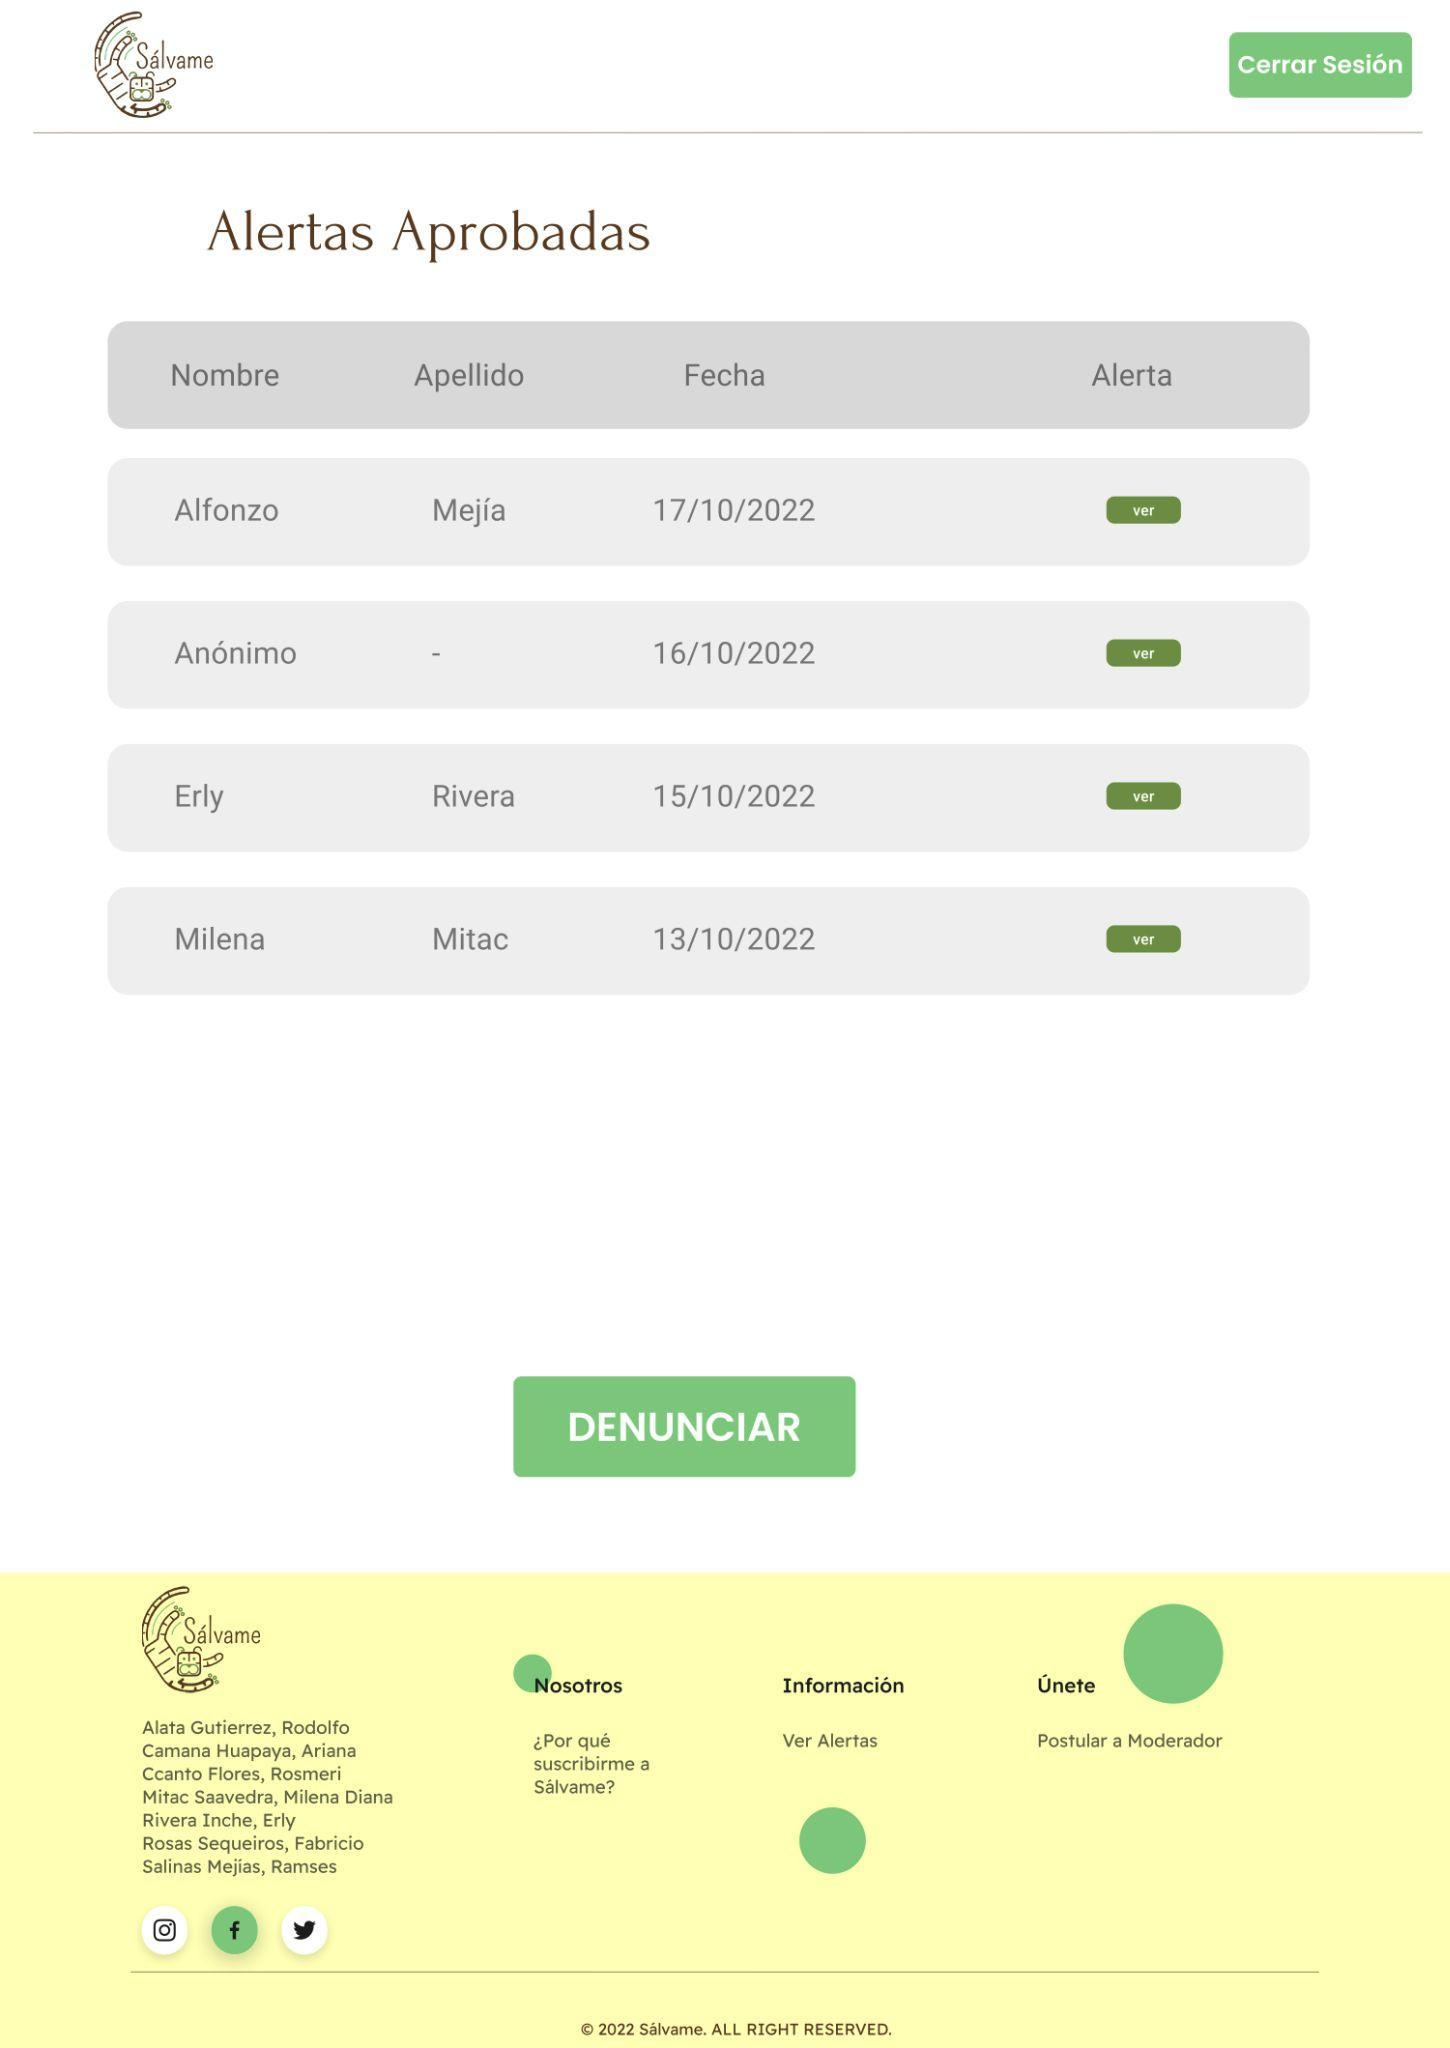 Sálvame
Cerrar Sesión
Alertas Aprobadas
Nombre Apellido Fecha Alerta
Alfonzo Mejía 17/10/2022 ver
Anónimo - 16/10/2022 ver
Erly Rivera 15/10/2022 ver
Milena Mitac 13/10/2022 ver
DENUNCIAR
Sálvame
Alata Gutierrez, Rodolfo
Camana Huapaya, Ariana
Ccanto Flores, Rosmeri
Mitac Saavedra, Milena Diana
Rivera Inche, Erly
Rosas Sequeiros, Fabricio
Salinas Mejías, Ramses
Nosotros
¿Por qué
suscribirme a
Sálvame?
Información
Ver Alertas
Únete
Postular a Moderador
© 2022 Sálvame. ALL RIGHT RESERVED.